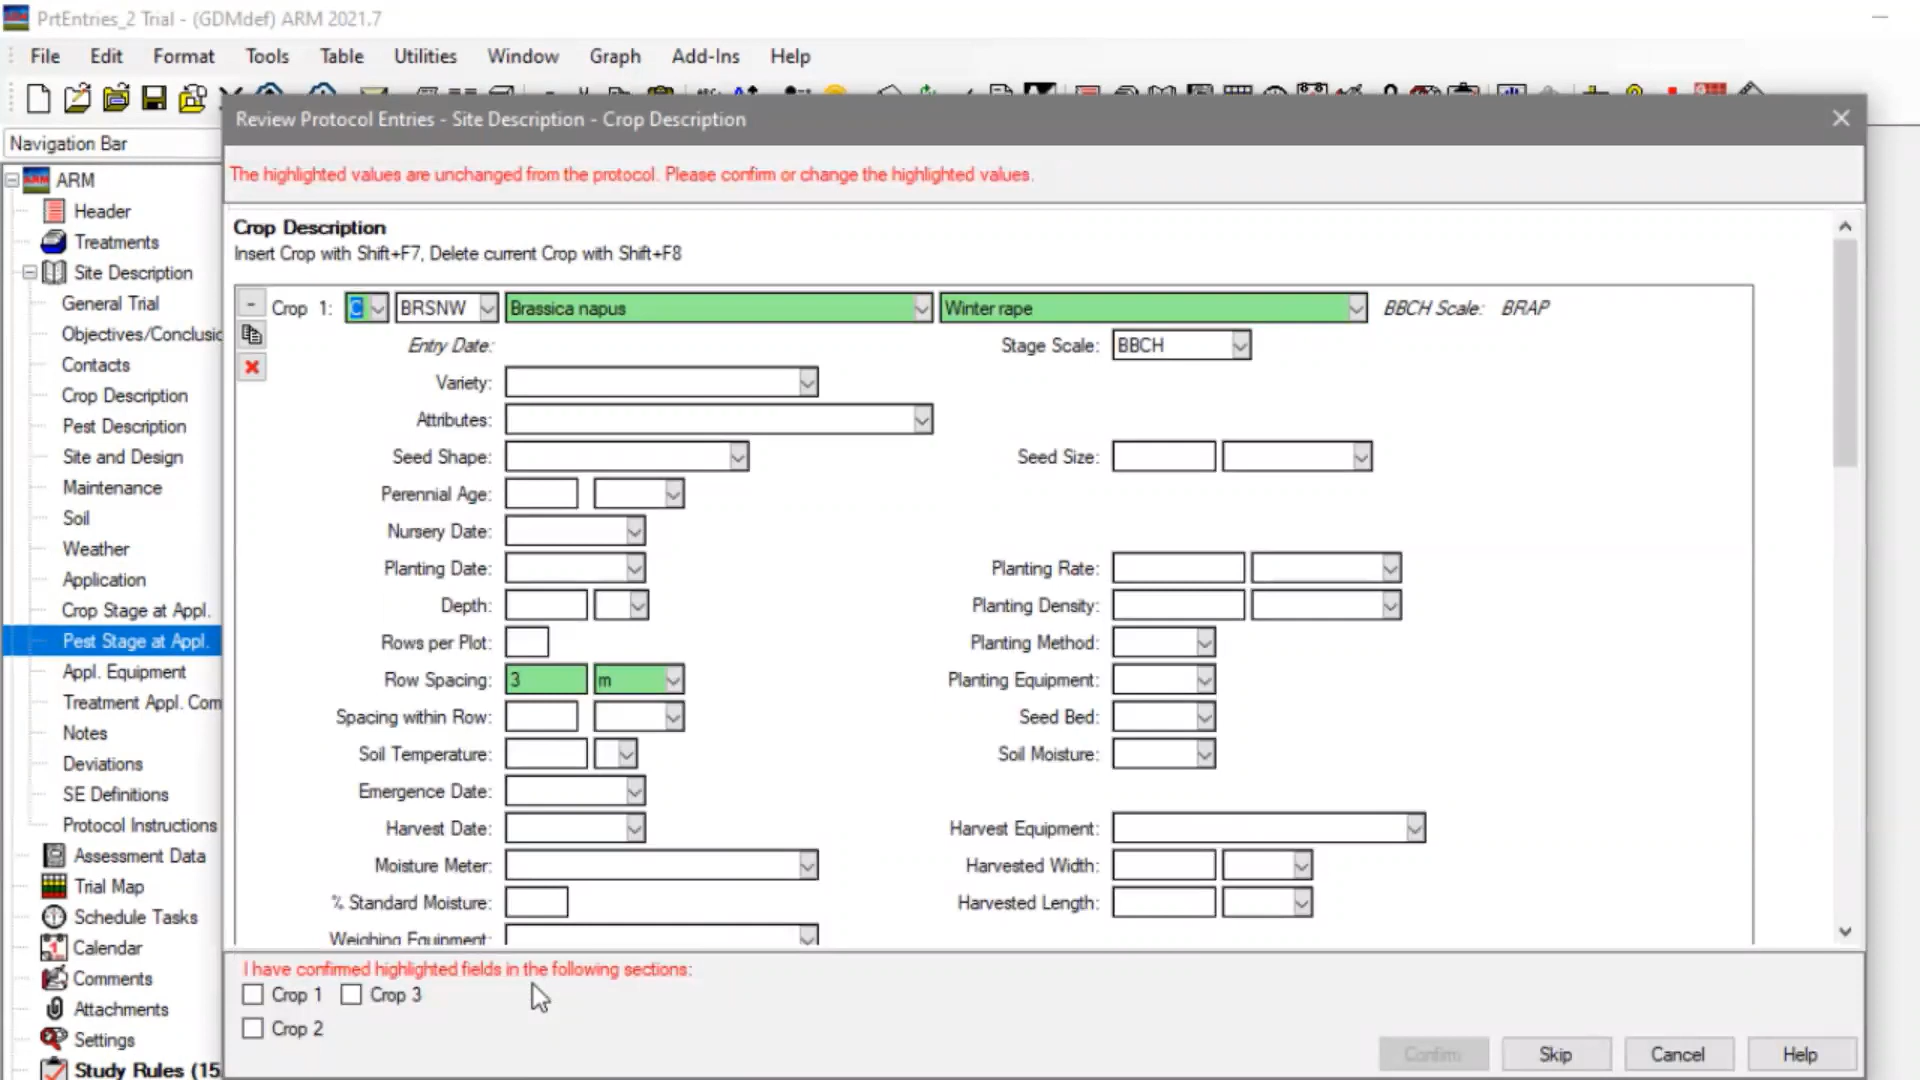 PrtEntries_2 Trial - (GDMdef) ARM 2021.7
File Edit Format Tools Table Utilities Window Graph Add-Ins Help
Navigation Bar
ARM
Header
Treatments
Site Description
General Trial
Objectives/Conclusic
Contacts
Crop Description
Pest Description
Site and Design
Maintenance
Soil
Weather
Application
Crop Stage at Appl.
Pest Stage at Appl.
Appl. Equipment
Treatment Appl. Com
Notes
Deviations
SE Definitions
Protocol Instructions
Assessment Data
Trial Map
Schedule Tasks
Calendar
Comments
Attachments
Settings
Study Rules (15
Review Protocol Entries - Site Description - Crop Description
The highlighted values are unchanged from the protocol. Please confirm or change the highlighted values.
Crop Description
Insert Crop with Shift+F7, Delete current Crop with Shift+F8
Crop 1: C BRSNW Brassica napus Winter rape BBCH Scale: BRAP
Entry Date: Stage Scale: BBCH
Variety:
Attributes:
Seed Shape: Seed Size:
Perennial Age:
Nursery Date:
Planting Date: Planting Rate:
Depth: Planting Density:
Rows per Plot: Planting Method:
Row Spacing: 3 m Planting Equipment:
Spacing within Row: Seed Bed:
Soil Temperature: Soil Moisture:
Emergence Date:
Harvest Date: Harvest Equipment:
Moisture Meter: Harvested Width:
% Standard Moisture: Harvested Length:
Weighing Equipment:
I have confirmed highlighted fields in the following sections:
Crop 1 Crop 3
Crop 2
Confirm Skip Cancel Help